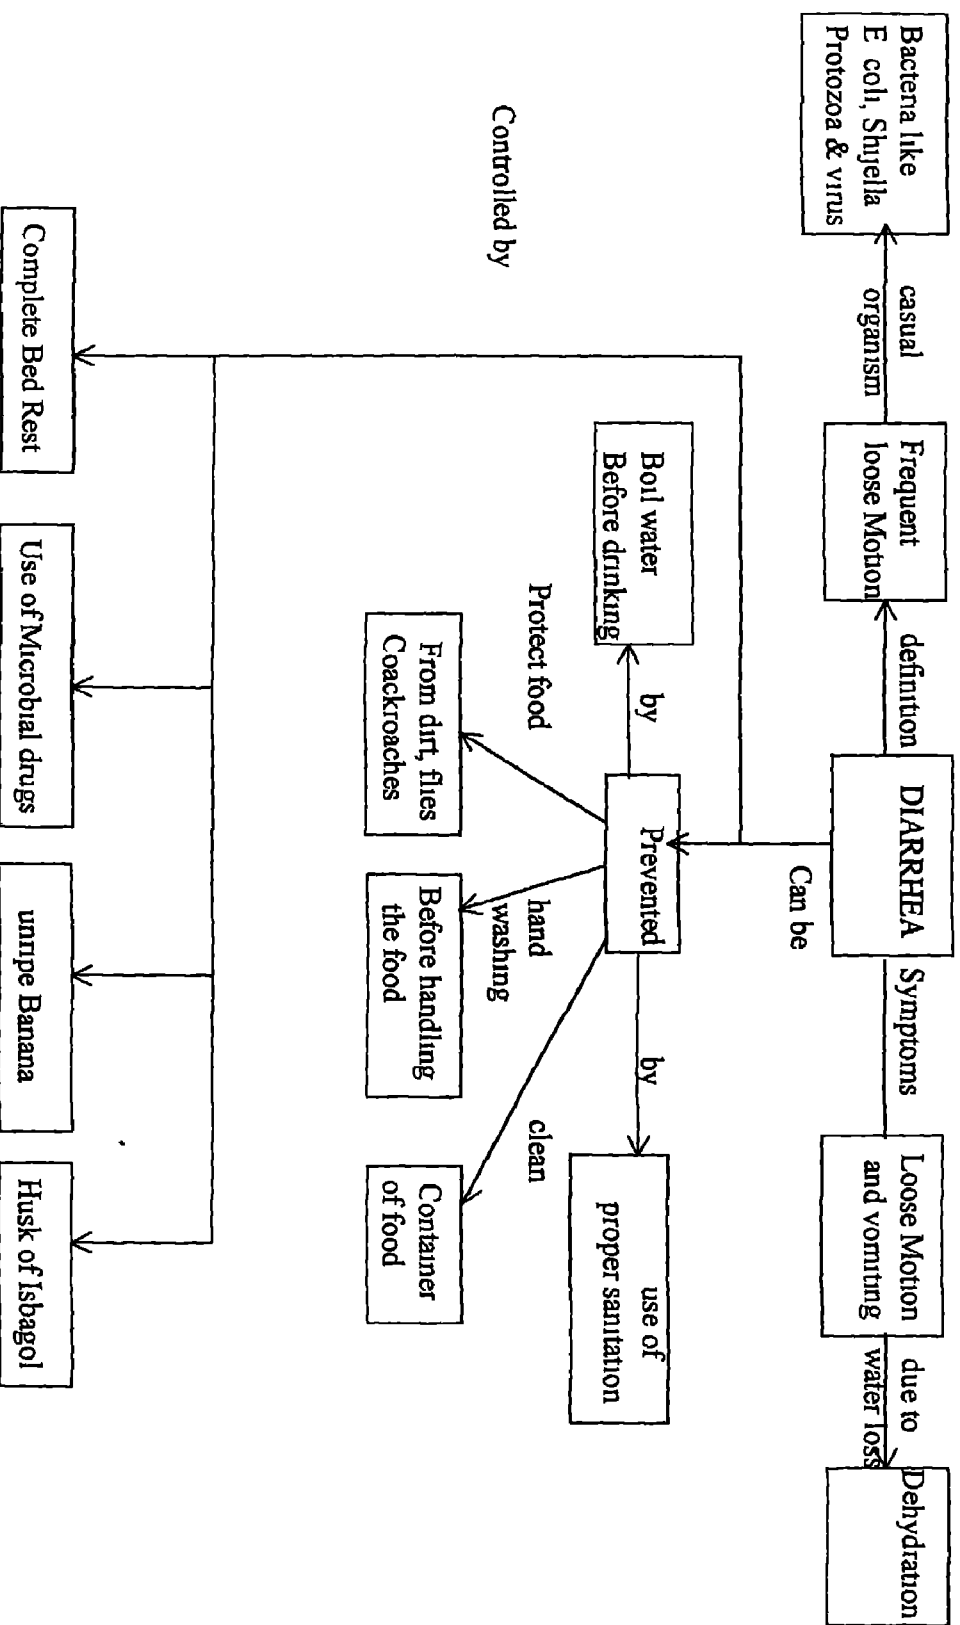 Bacteria like
E coli, Shijella
Protozoa & virus
casual
organism
Frequent
loose Motion
definition
DIARRHEA
Symptoms
Loose Motion
and vomiting
due to
water loss
Dehydration
Can be
Controlled by
Boil water
Before drinking
by
Prevented
by
use of
proper sanitation
Protect food
From dirt, flies
Coackroaches
hand
washing
Before handling
the food
clean
Container
of food
Complete Bed Rest
Use of Microbial drugs
unripe Banana
Husk of Isbagol